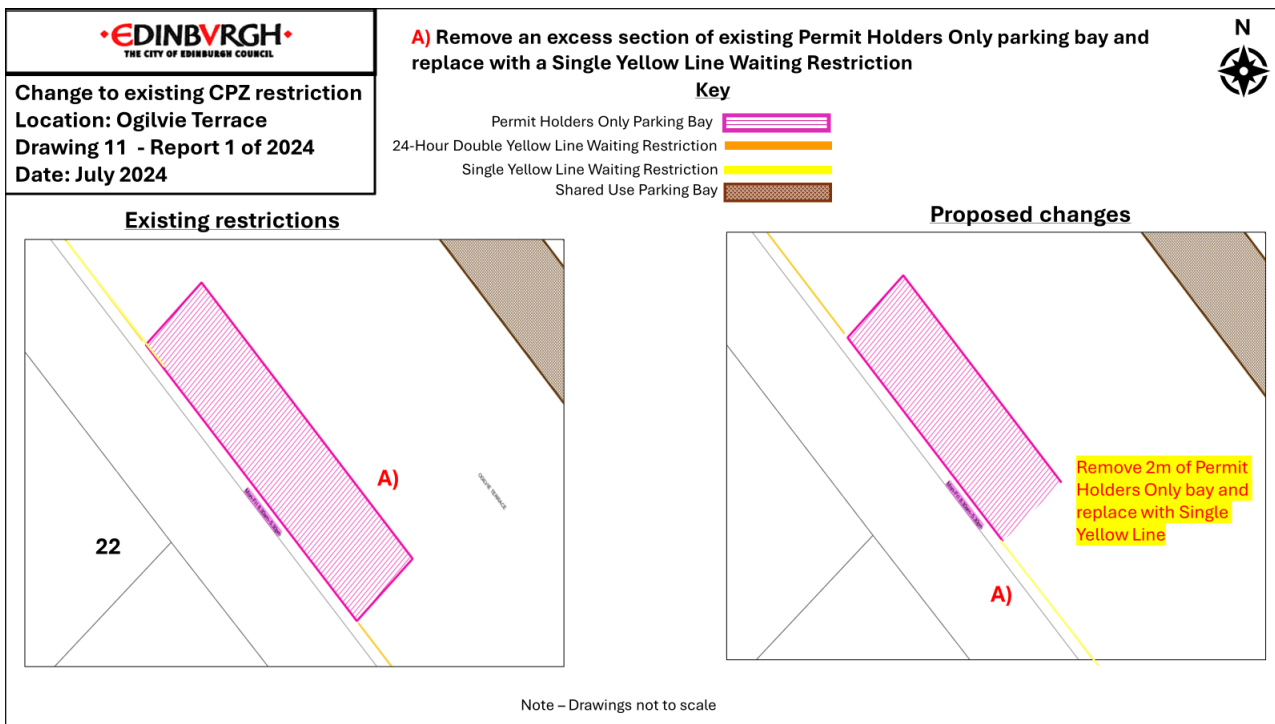 EDINBVRGH
THE CITY OF EDINBURGH COUNCIL
Change to existing CPZ restriction
Location: Ogilvie Terrace
Drawing 11 - Report 1 of 2024
Date: July 2024
A) Remove an excess section of existing Permit Holders Only parking bay and
replace with a Single Yellow Line Waiting Restriction
N
Key
Permit Holders Only Parking Bay
24-Hour Double Yellow Line Waiting Restriction
Single Yellow Line Waiting Restriction
Shared Use Parking Bay
Existing restrictions
A)
OGILVIE TERRACE
22
Proposed changes
Remove 2m of Permit
Holders Only bay and
replace with Single
Yellow Line
A)
Note – Drawings not to scale